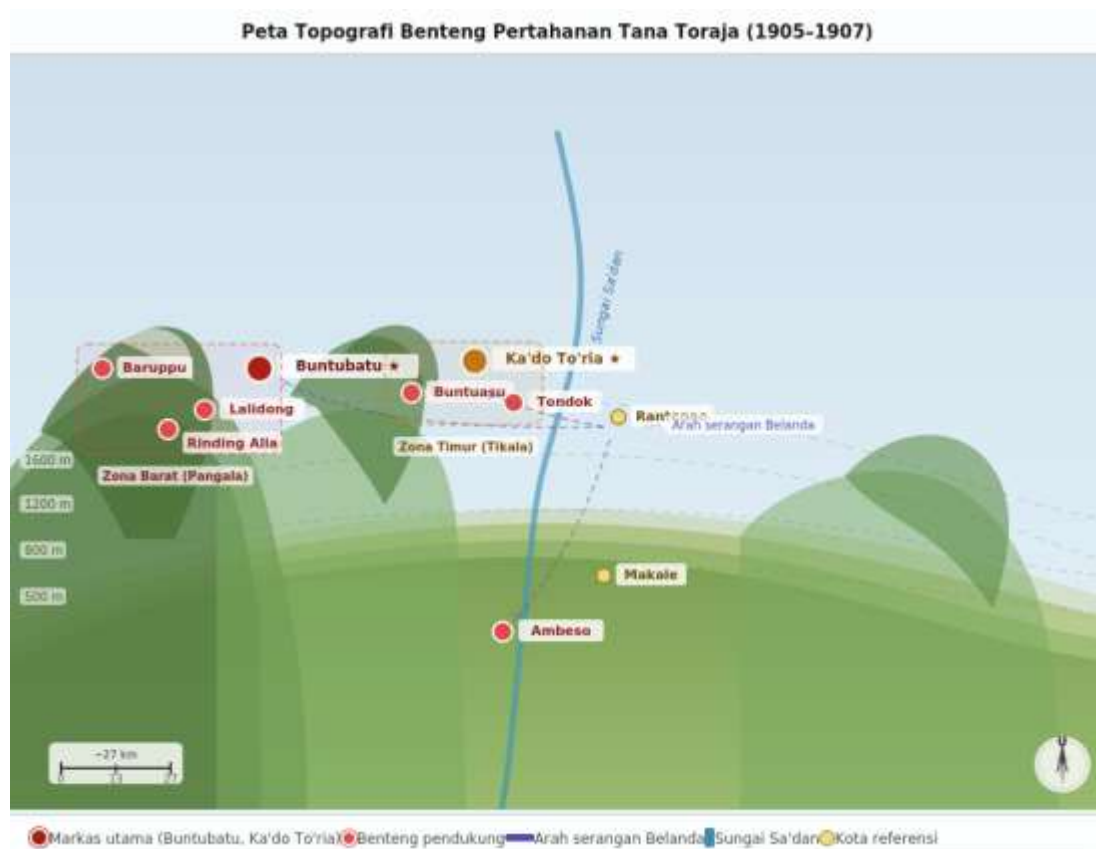 Peta Topografi Benteng Pertahanan Tana Toraja (1905–1907)
Sungai Sa'dan
Baruppu
Buntubatu ★
Ka'do To'ria ★
Buntuasu
Lalidong
Tondok
Arah serangan Belanda
Rinding Alla
Zona Timur (Tikala)
1600 m
Zona Barat (Pangala)
1200 m
800 m
Makale
500 m
Ambeso
~27 km
0 13 27
Markas utama (Buntubatu, Ka'do To'ria)
Benteng pendukung
Arah serangan Belanda
Sungai Sa'dan
Kota referensi